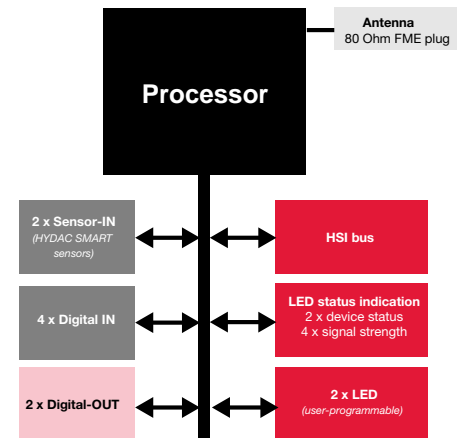 Antenna
80 Ohm FME plug
Processor
2 x Sensor-IN
(HYDAC SMART
sensors)
HSI bus
4 x Digital IN
LED status indication
2 x device status
4 x signal strength
2 x Digital-OUT
2 x LED
(user-programmable)